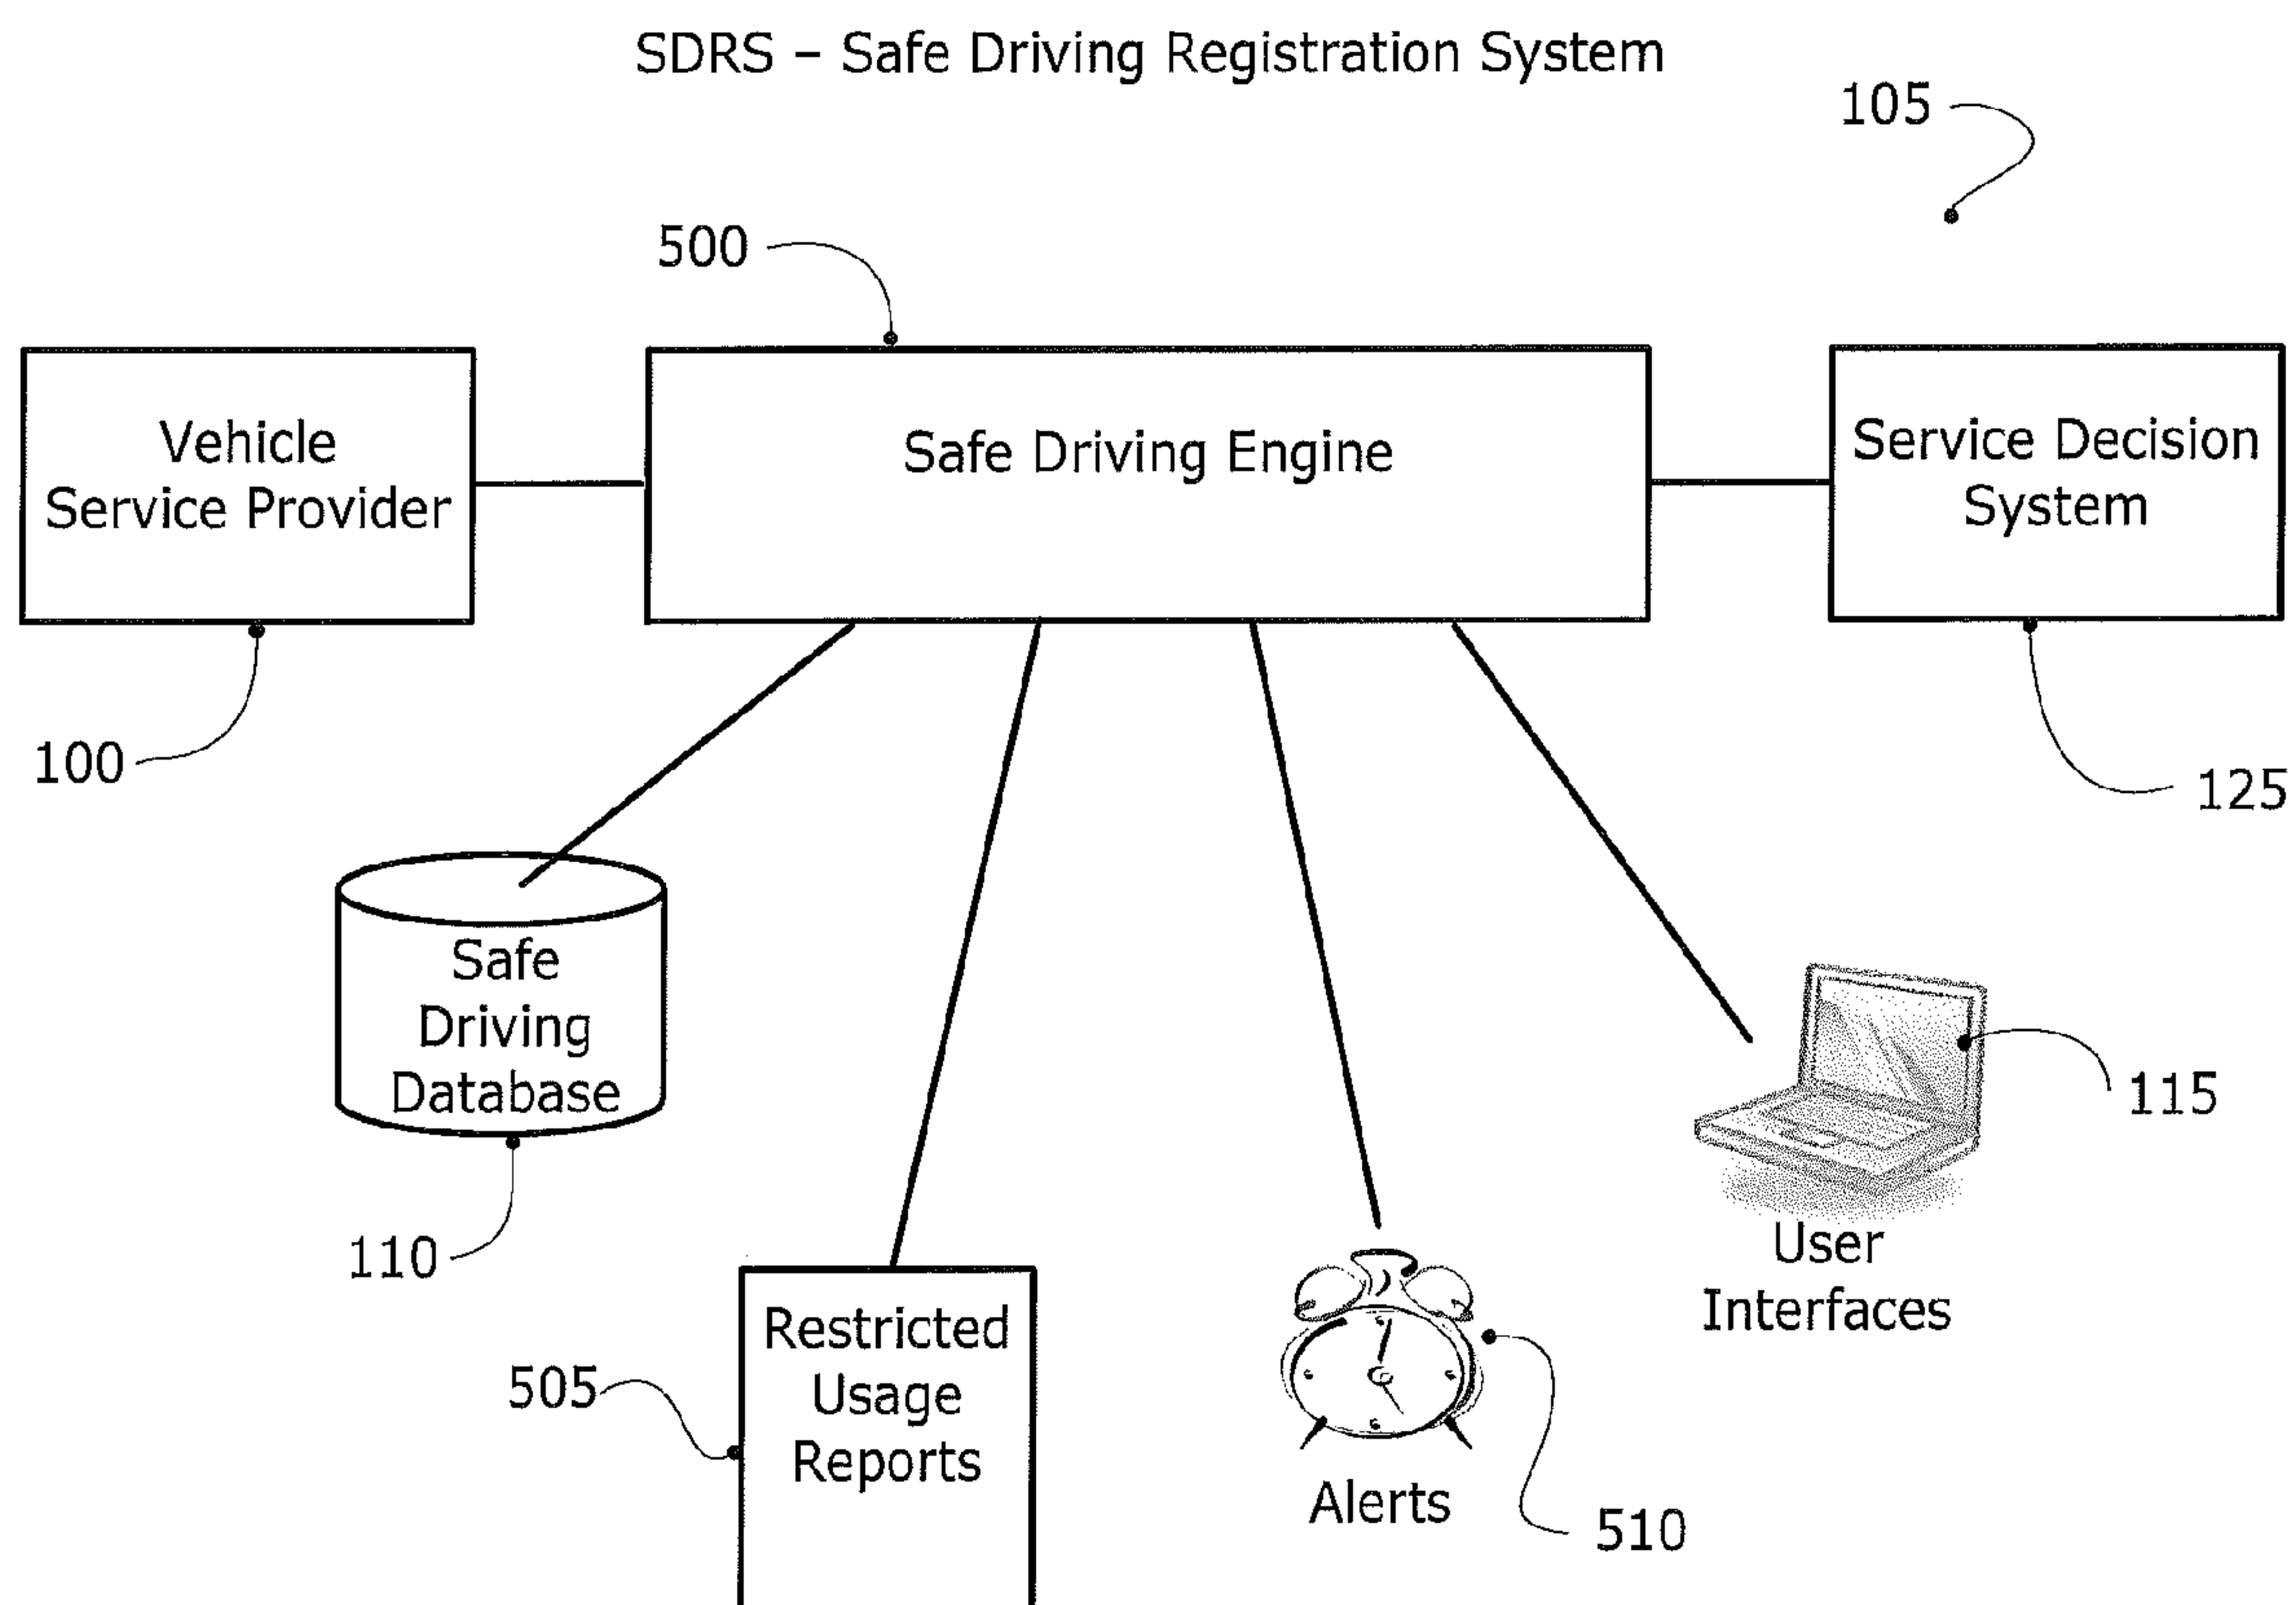 SDRS – Safe Driving Registration System
105
500
Vehicle
Service Provider
Safe Driving Engine
Service Decision
System
100
125
Safe
Driving
Database
115
110
User
Interfaces
Restricted
Usage
Reports
505
Alerts
510